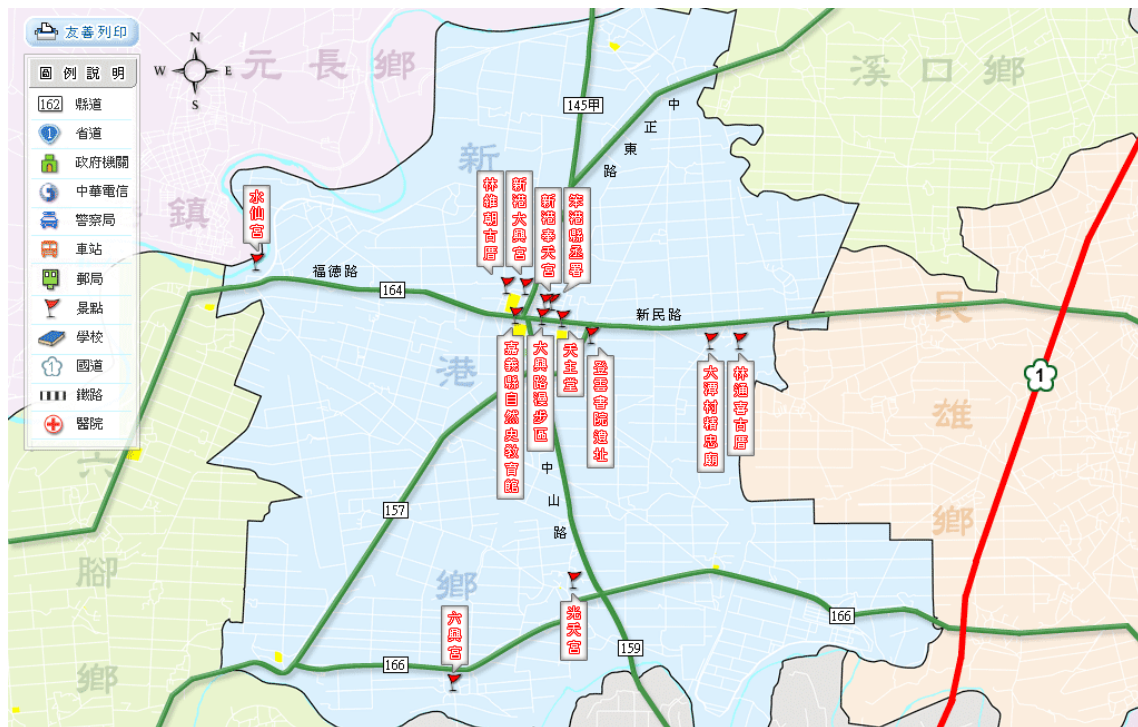 友善列印
圖例說明
162 縣道
1 省道
政府機關
中華電信
警察局
車站
郵局
景點
學校
1 國道
鐵路
醫院
N
W E
S
元長鄉
溪口鄉
鎮
新港鄉
民雄鄉
六腳鄉
145甲
中正東路
水仙宮
林維朝古厝
新港大興宮
新港奉天宮
笨港縣丞署
福德路
164
新民路
嘉義縣自然史教育館
大興路漫步區
天主堂
登雲書院遺址
大潭村精忠廟
林通喜古厝
1
中山路
157
光天宮
六興宮
166
166
159